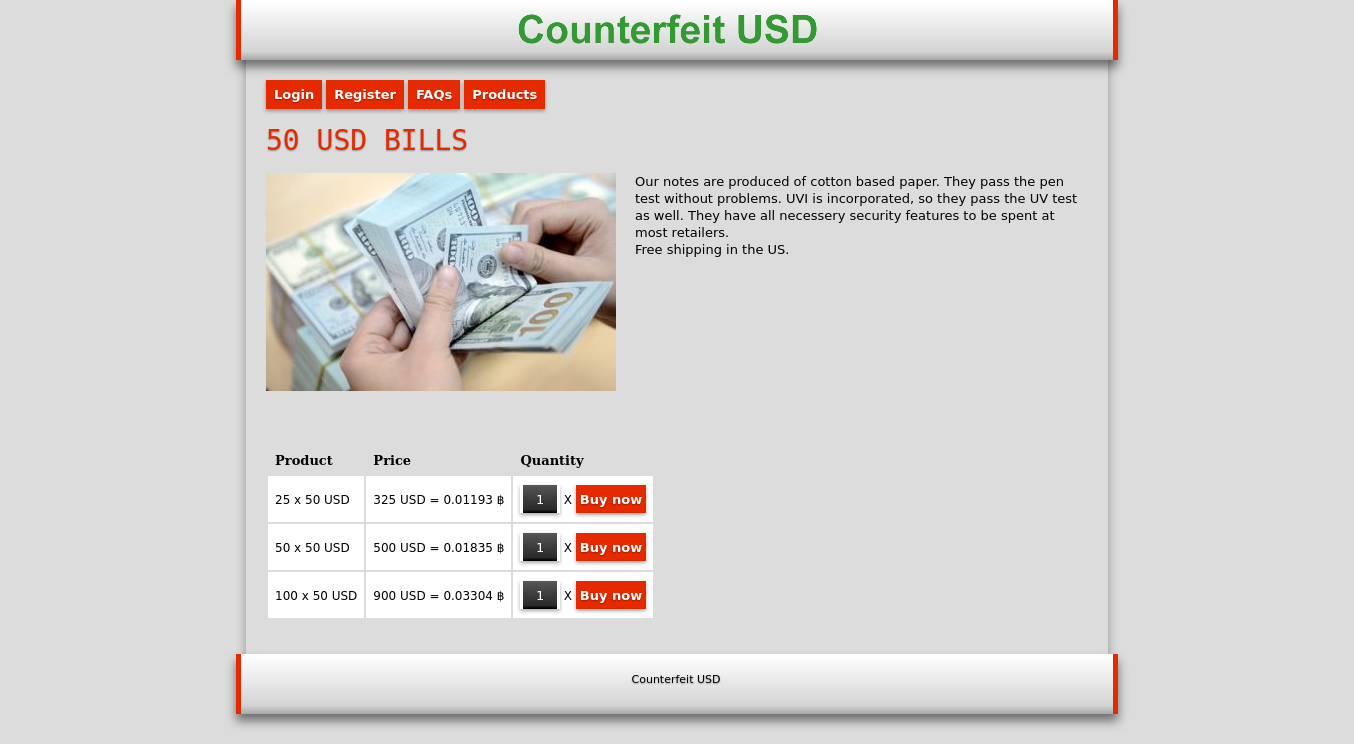 Counterfeit USD
Login Register FAQs Products
50 USD BILLS
Our notes are produced of cotton based paper. They pass the pen
test without problems. UVI is incorporated, so they pass the UV test
as well. They have all necessery security features to be spent at
most retailers.
Free shipping in the US.
100
Product Price Quantity
25 x 50 USD 325 USD = 0.01193 ฿ 1 X Buy now
50 x 50 USD 500 USD = 0.01835 ฿ 1 X Buy now
100 x 50 USD 900 USD = 0.03304 ฿ 1 X Buy now
Counterfeit USD